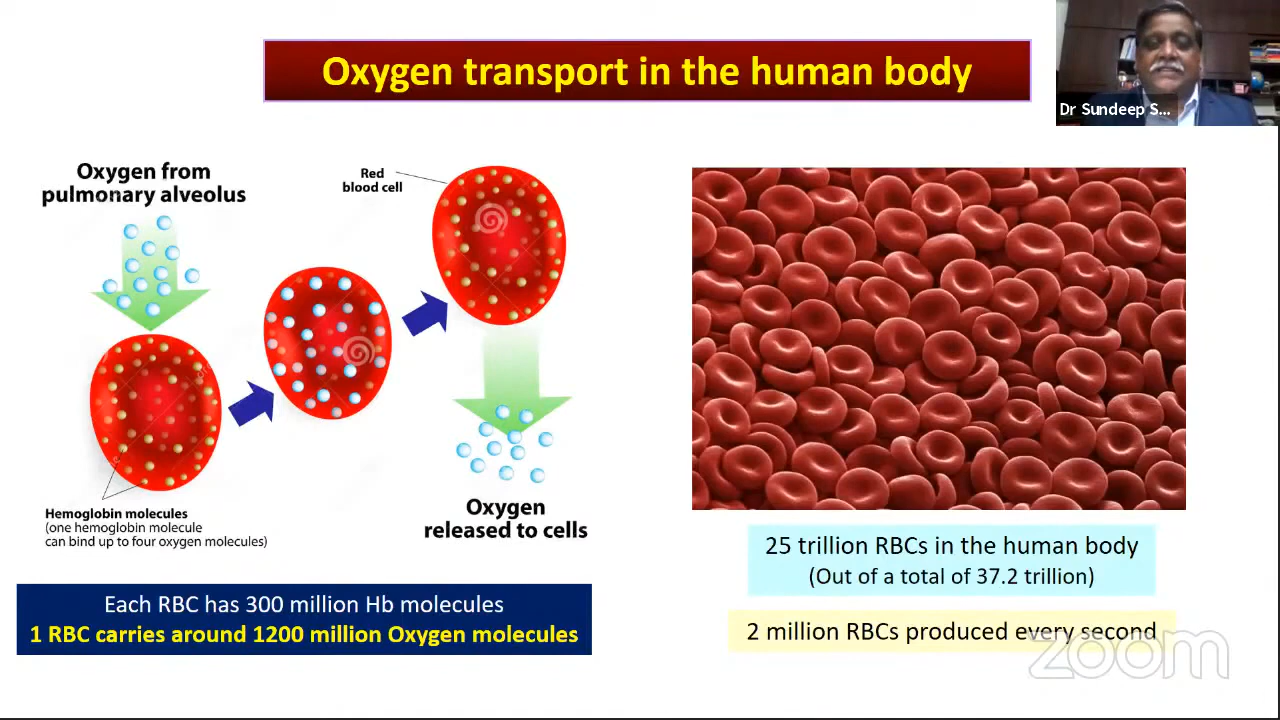 Oxygen transport in the human body
Dr Sundeep S...
Oxygen from
pulmonary alveolus
Red
blood cell
Hemoglobin molecules
(one hemoglobin molecule
can bind up to four oxygen molecules)
Oxygen
released to cells
Each RBC has 300 million Hb molecules
1 RBC carries around 1200 million Oxygen molecules
25 trillion RBCs in the human body
(Out of a total of 37.2 trillion)
2 million RBCs produced every second
zoom